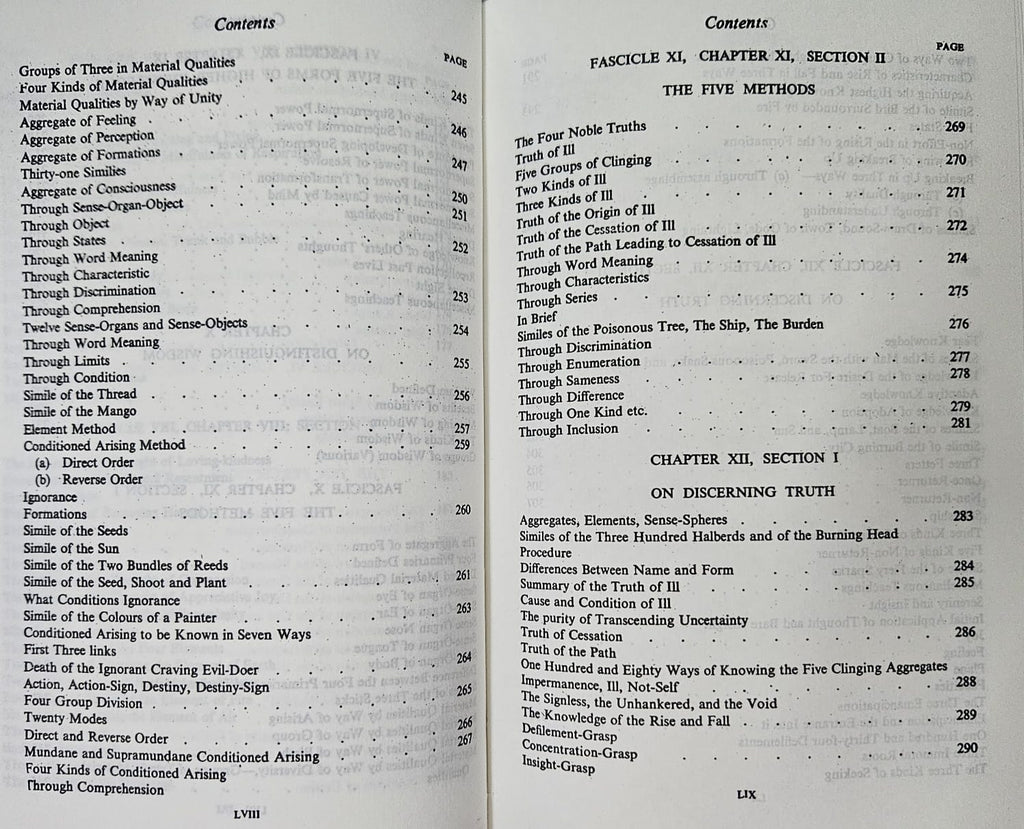 Contents
PAGE
Groups of Three in Material Qualities
Four Kinds of Material Qualities . . . . . 245
Material Qualities by Way of Unity
Aggregate of Feeling . . . . . . 246
Aggregate of Perception
Aggregate of Formations . . . . . . 247
Thirty-one Similies
Aggregate of Consciousness . . . . . . 250
Through Sense-Organ-Object . . . . . . 251
Through Object
Through States . . . . . . . 252
Through Word Meaning
Through Characteristic
Through Discrimination . . . . . . 253
Through Comprehension
Twelve Sense-Organs and Sense-Objects . . . . 254
Through Word Meaning
Through Limits . . . . . . . 255
Through Condition
Simile of the Thread . . . . . . 256
Simile of the Mango
Element Method . . . . . . . 257
Conditioned Arising Method . . . . . 259
(a) Direct Order
(b) Reverse Order
Ignorance
Formations . . . . . . . 260
Simile of the Seeds
Simile of the Sun
Simile of the Two Bundles of Reeds
Simile of the Seed, Shoot and Plant . . . . 261
What Conditions Ignorance
Simile of the Colours of a Painter . . . . 263
Conditioned Arising to be Known in Seven Ways
First Three links
Death of the Ignorant Craving Evil-Doer . . . . 264
Action, Action-Sign, Destiny, Destiny-Sign
Four Group Division . . . . . . 265
Twenty Modes
Direct and Reverse Order . . . . . . 266
Mundane and Supramundane Conditioned Arising . . . 267
Four Kinds of Conditioned Arising
Through Comprehension
LVIII
Contents
PAGE
FASCICLE XI, CHAPTER XI, SECTION II
THE FIVE METHODS
The Four Noble Truths . . . . . . 269
Truth of Ill
Five Groups of Clinging . . . . . . 270
Two Kinds of Ill
Three Kinds of Ill . . . . . . . 271
Truth of the Origin of Ill
Truth of the Cessation of Ill . . . . . 272
Truth of the Path Leading to Cessation of Ill
Through Word Meaning . . . . . . 274
Through Characteristics
Through Series . . . . . . . 275
In Brief
Similes of the Poisonous Tree, The Ship, The Burden . . 276
Through Discrimination
Through Enumeration . . . . . . 277
Through Sameness . . . . . . . 278
Through Difference
Through One Kind etc. . . . . . . 279
Through Inclusion . . . . . . . 281
CHAPTER XII, SECTION I
ON DISCERNING TRUTH
Aggregates, Elements, Sense-Spheres . . . . . 283
Similes of the Three Hundred Halberds and of the Burning Head
Procedure
Differences Between Name and Form . . . . 284
Summary of the Truth of Ill . . . . . 285
Cause and Condition of Ill
The purity of Transcending Uncertainty
Truth of Cessation . . . . . . . 286
Truth of the Path
One Hundred and Eighty Ways of Knowing the Five Clinging Aggregates
Impermanence, Ill, Not-Self . . . . . 288
The Signless, the Unhankered, and the Void
The Knowledge of the Rise and Fall . . . . 289
Defilement-Grasp
Concentration-Grasp . . . . . . 290
Insight-Grasp
LIX